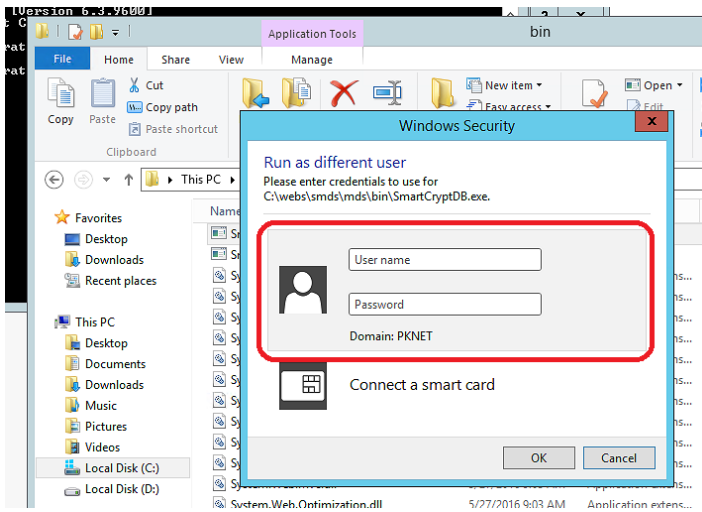 [Version 6.3.9600]
Application Tools
bin
File
Home
Share
View
Manage
Copy
Paste
Cut
Copy path
Paste shortcut
New item
Easy access
Open
Edit
Clipboard
This PC
Windows Security
x
Run as different user
Please enter credentials to use for
C:\webs\smds\mds\bin\SmartCryptDB.exe.
User name
Password
Domain: PKNET
Connect a smart card
OK
Cancel
Favorites
Desktop
Downloads
Recent places
This PC
Desktop
Documents
Downloads
Music
Pictures
Videos
Local Disk (C:)
Local Disk (D:)
Name
System.Web.Optimization.dll 5/27/2016 9:03 AM Application extens...